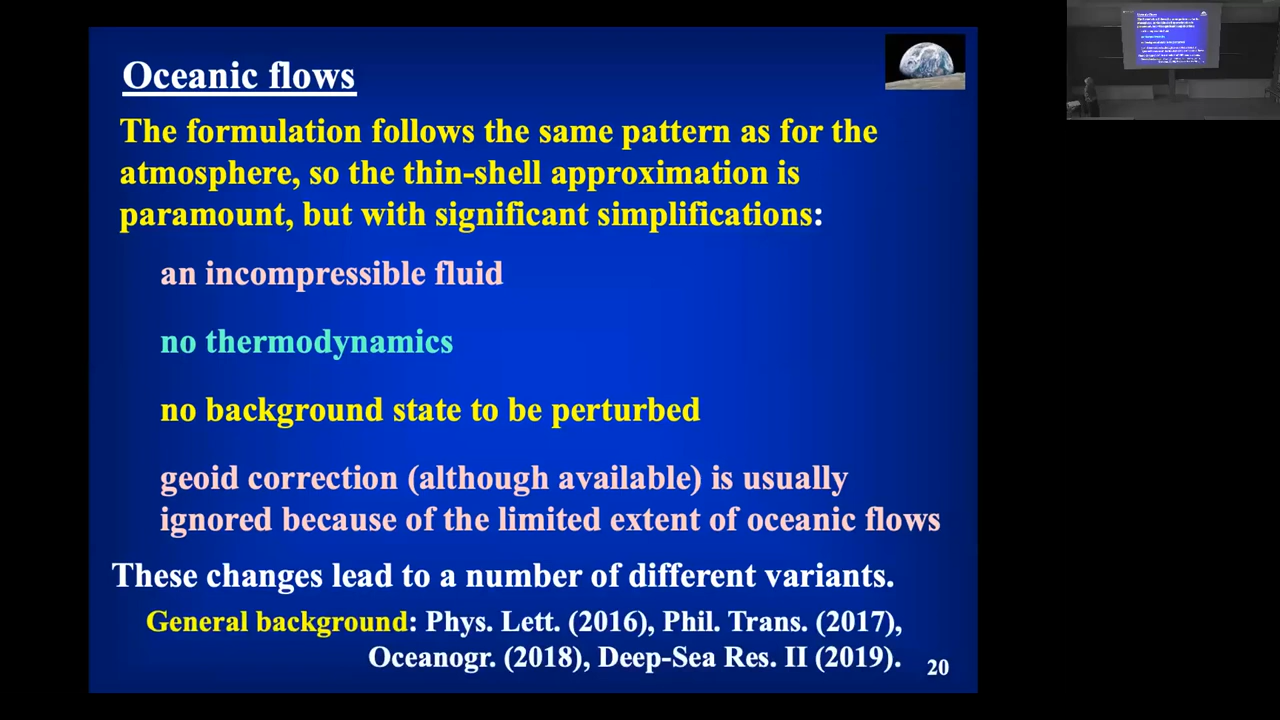 Oceanic flows
The formulation follows the same pattern as for the
atmosphere, so the thin-shell approximation is
paramount, but with significant simplifications:
an incompressible fluid
no thermodynamics
no background state to be perturbed
geoid correction (although available) is usually
ignored because of the limited extent of oceanic flows
These changes lead to a number of different variants.
General background: Phys. Lett. (2016), Phil. Trans. (2017),
Oceanogr. (2018), Deep-Sea Res. II (2019).
20